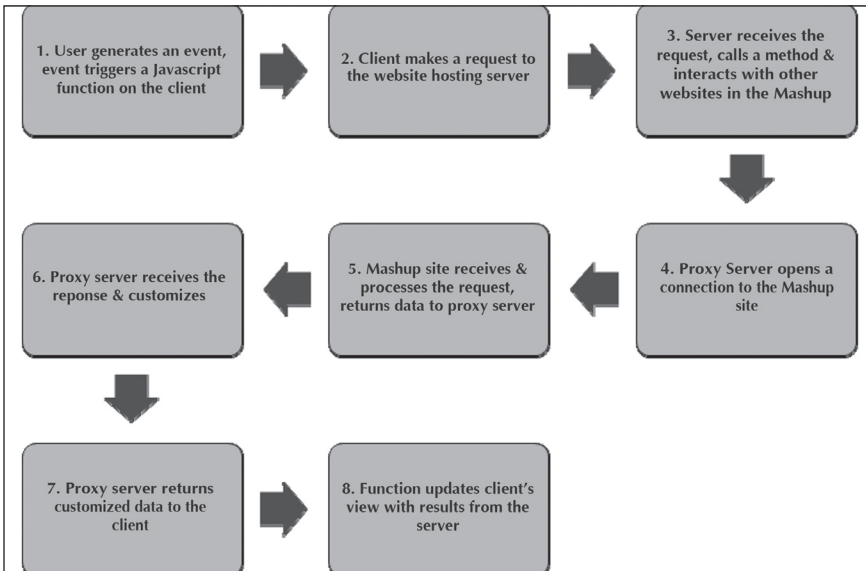 1. User generates an event,
event triggers a Javascript
function on the client
2. Client makes a request to
the website hosting server
3. Server receives the
request, calls a method &
interacts with other
websites in the Mashup
4. Proxy Server opens a
connection to the Mashup
site
5. Mashup site receives &
processes the request,
returns data to proxy server
6. Proxy server receives the
reponse & customizes
7. Proxy server returns
customized data to the
client
8. Function updates client's
view with results from the
server